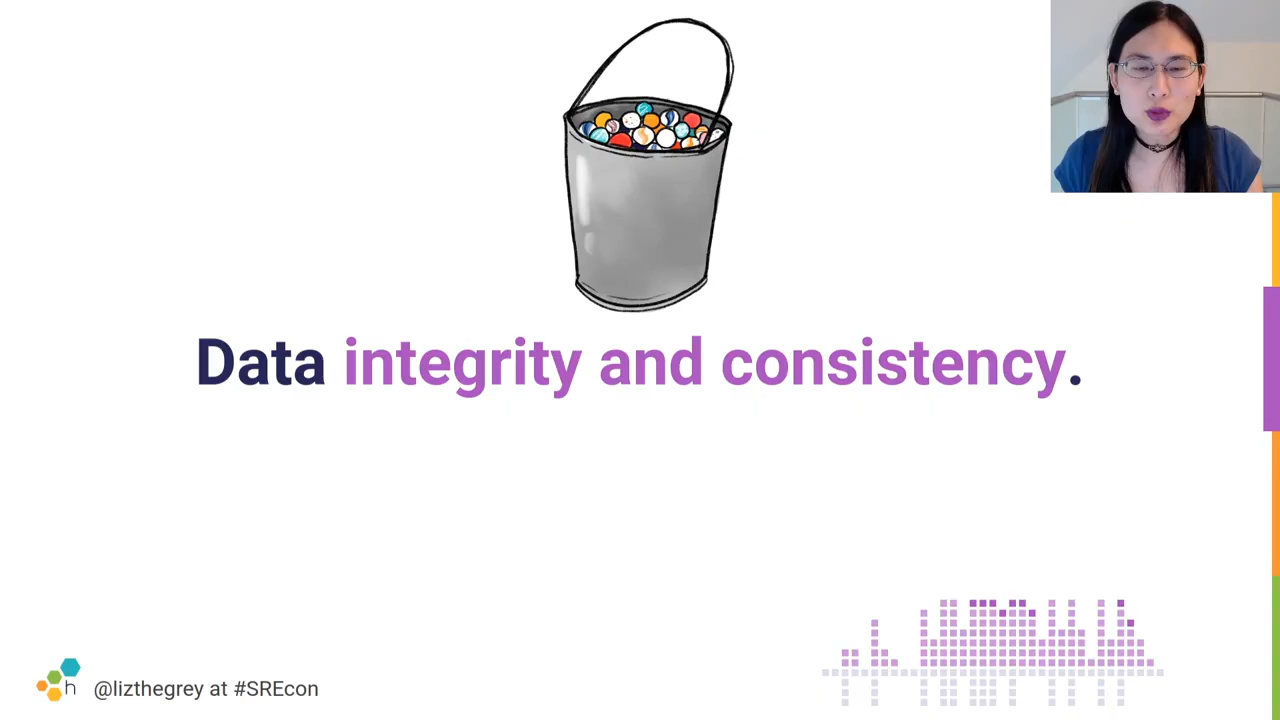 Data integrity and consistency.
h
@lizthegrey at #SREcon